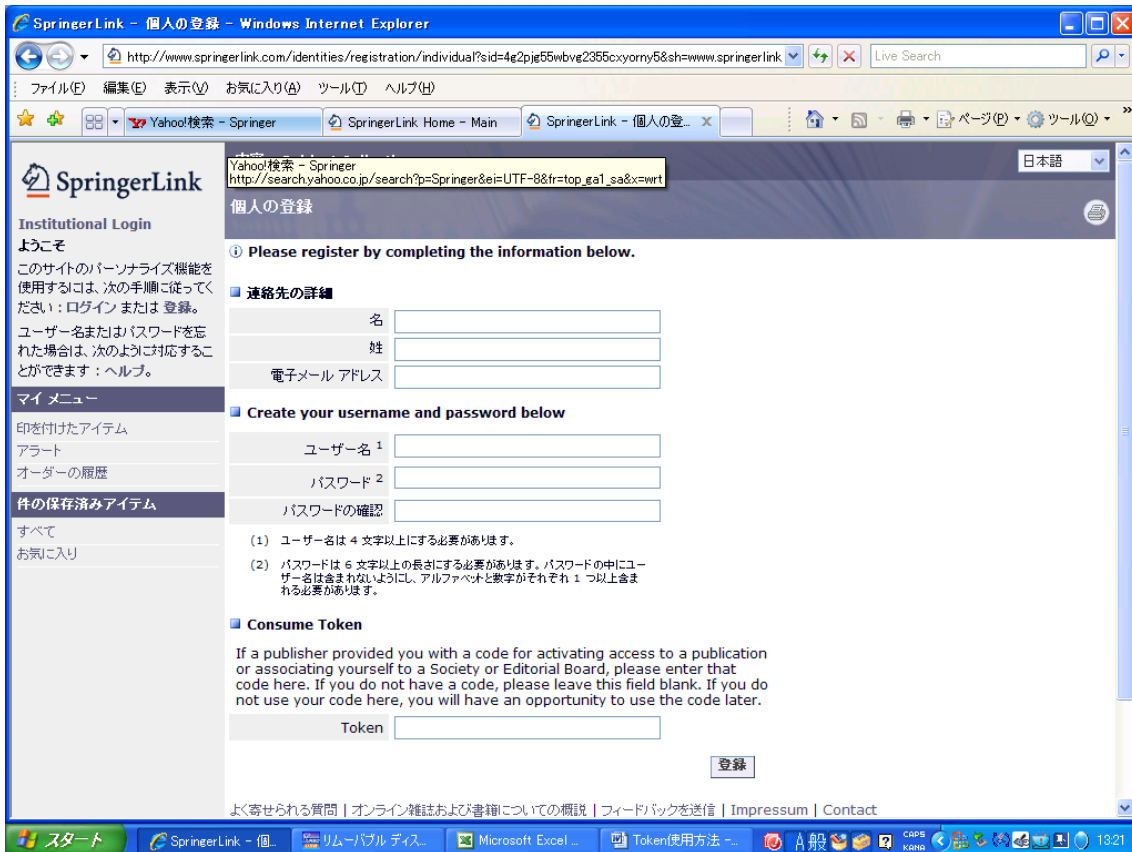 SpringerLink - 個人の登録 - Windows Internet Explorer
http://www.springerlink.com/identities/registration/individual?sid=4g2pjg55wbvg2355cxyorny5&sh=www.springerlink
Live Search
ファイル(F) 編集(E) 表示(V) お気に入り(A) ツール(T) ヘルプ(H)
Yahoo!検索 - Springer
SpringerLink Home - Main
SpringerLink - 個人の登...
ページ(P)
ツール(O)
SpringerLink
Institutional Login
ようこそ
このサイトのパーソナライズ機能を
使用するには、次の手順に従ってく
ださい : ログイン または 登録。
ユーザー名またはパスワードを忘
れた場合は、次のように対応するこ
とができます : ヘルプ。
マイ メニュー
印を付けたアイテム
アラート
オーダーの履歴
件の保存済みアイテム
すべて
お気に入り
Yahoo!検索 - Springer
http://search.yahoo.co.jp/search?p=Springer&ei=UTF-8&fr=top_ga1_sa&x=wrt
日本語
個人の登録
Please register by completing the information below.
連絡先の詳細
名
姓
電子メール アドレス
Create your username and password below
ユーザー名 1
パスワード 2
パスワードの確認
(1) ユーザー名は 4 文字以上にする必要があります。
(2) パスワードは 6 文字以上の長さにする必要があります。パスワードの中にユー
ザー名は含まれないようにし、アルファベットと数字がそれぞれ 1 つ以上含ま
れる必要があります。
Consume Token
If a publisher provided you with a code for activating access to a publication
or associating yourself to a Society or Editorial Board, please enter that
code here. If you do not have a code, please leave this field blank. If you do
not use your code here, you will have an opportunity to use the code later.
Token
登録
よく寄せられる質問 | オンライン雑誌および書籍についての概説 | フィードバックを送信 | Impressum | Contact
スタート
SpringerLink - 個...
リムーバブル ディス...
Microsoft Excel ...
Token使用方法 - ...
A般
CAPS
KANA
13:21